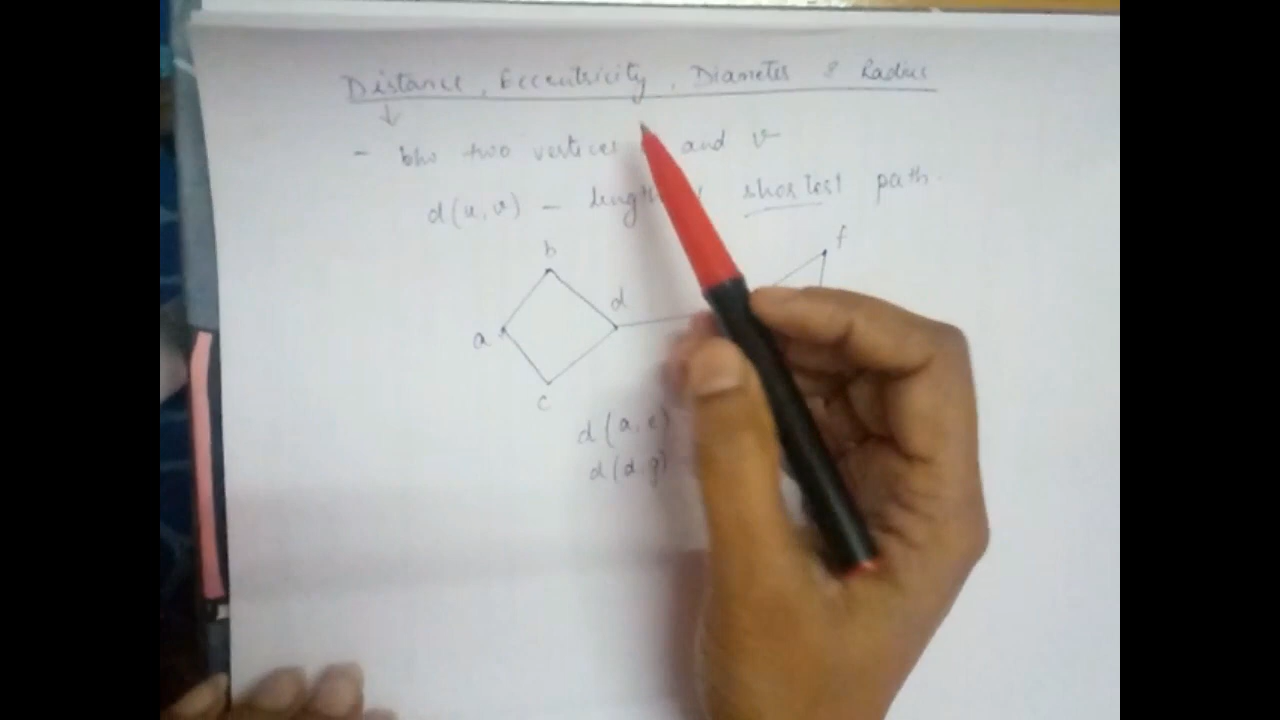 Distance, Eccentricity, Diameter & Radius
- b/w two vertices and v
d(u,v) - length shortest path.
b
f
d
a
c
d(a,e)
d(d,g)